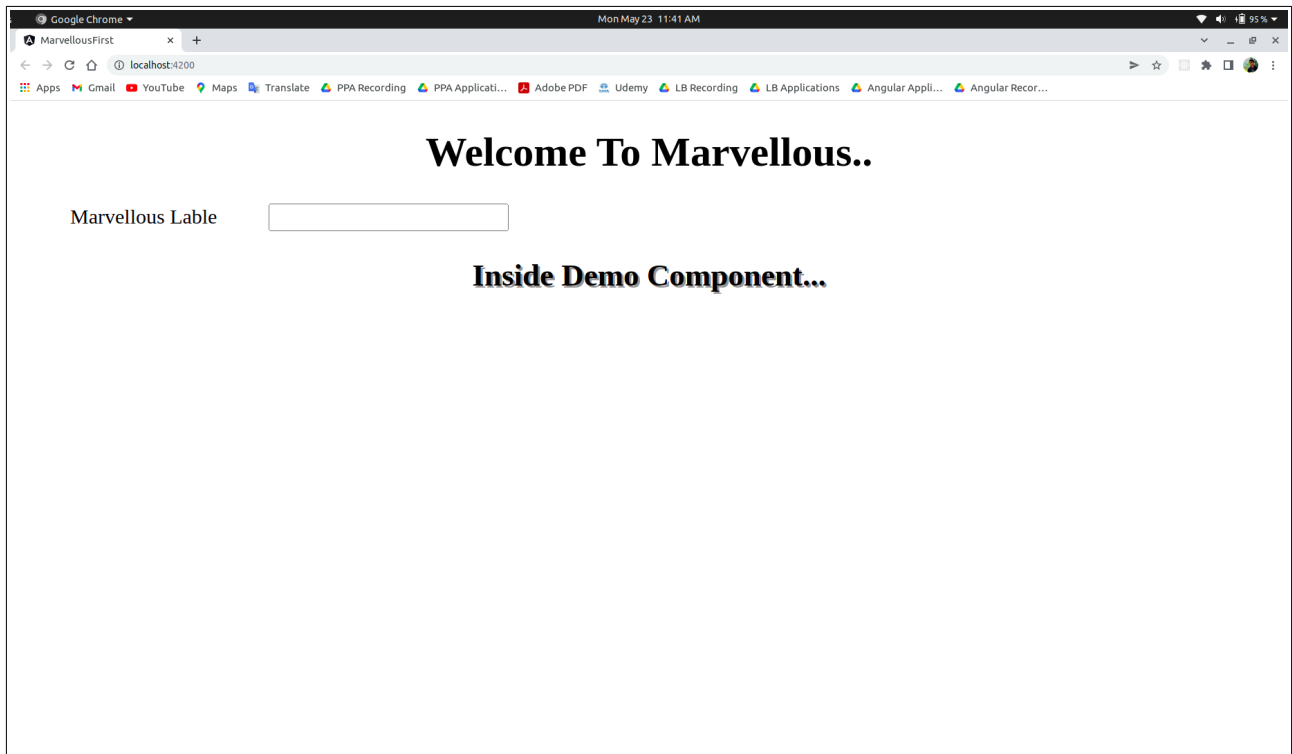 Google Chrome Mon May 23 11:41 AM 95 %
MarvellousFirst
localhost:4200
Apps Gmail YouTube Maps Translate PPA Recording PPA Applicati... Adobe PDF Udemy LB Recording LB Applications Angular Appli... Angular Recor...
Welcome To Marvellous..
Marvellous Lable
Inside Demo Component...